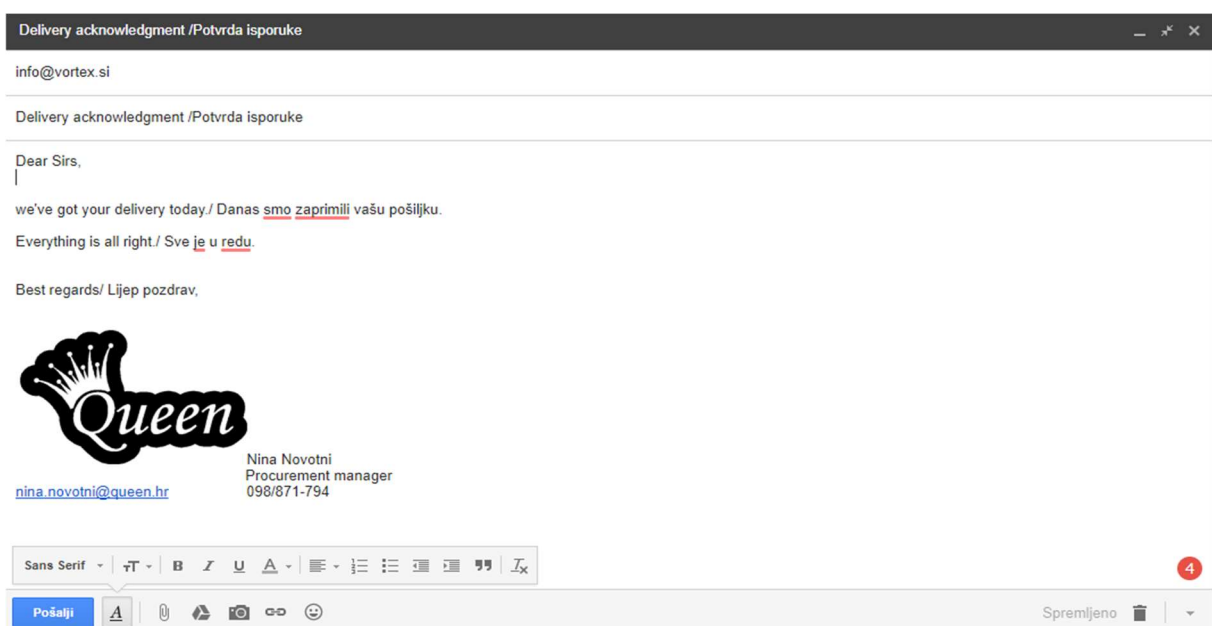 Delivery acknowledgment /Potvrda isporuke
info@vortex.si
Delivery acknowledgment /Potvrda isporuke
Dear Sirs,
we've got your delivery today./ Danas smo zaprimili vašu pošiljku.
Everything is all right./ Sve je u redu.
Best regards/ Lijep pozdrav,
Queen
Nina Novotni
Procurement manager
nina.novotni@queen.hr 098/871-794
Sans Serif
4
Pošalji
Spremljeno